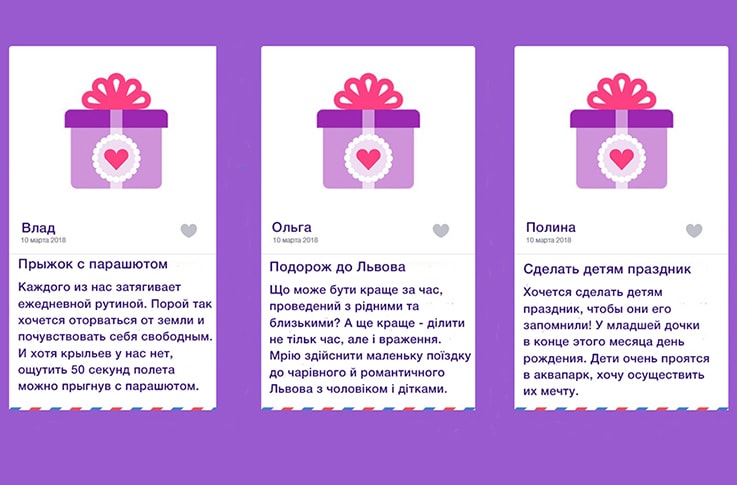 Влад
10 марта 2018
Прыжок с парашютом
Каждого из нас затягивает
ежедневной рутиной. Порой так
хочется оторваться от земли и
почувствовать себя свободным.
И хотя крыльев у нас нет,
ощутить 50 секунд полета
можно прыгнув с парашютом.
Ольга
10 марта 2018
Подорож до Львова
Що може бути краще за час,
проведений з рідними та
близькими? А ще краще - ділити
не тільк час, але і враження.
Мрію здійснити маленьку поїздку
до чарівного й романтичного
Львова з чоловіком і дітками.
Полина
10 марта 2018
Сделать детям праздник
Хочется сделать детям
праздник, чтобы они его
запомнили! У младшей дочки
в конце этого месяца день
рождения. Дети очень проятся
в аквапарк, хочу осуществить
их мечту.